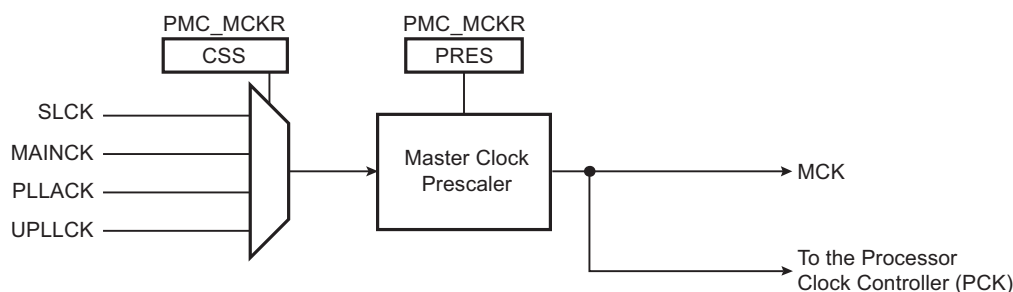 PMC_MCKR
PMC_MCKR
CSS
PRES
SLCK
MAINCK
PLLACK
UPLLCK
Master Clock
Prescaler
MCK
To the Processor
Clock Controller (PCK)